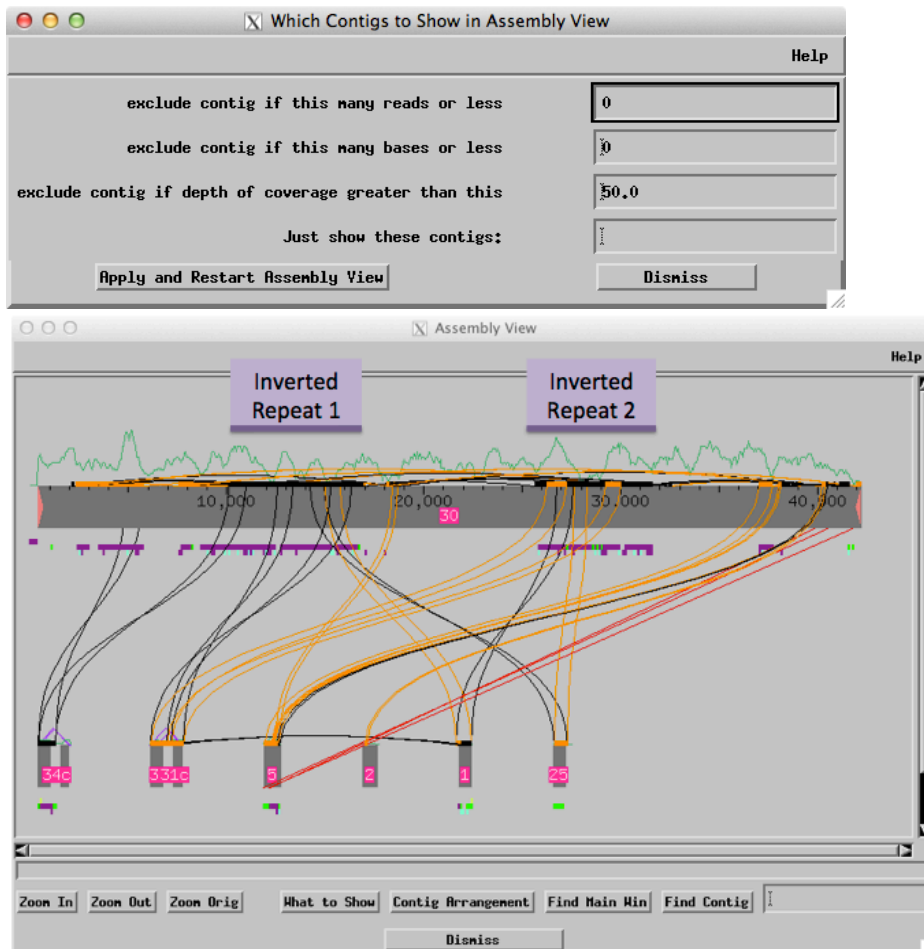 Which Contigs to Show in Assembly View
Help
exclude contig if this many reads or less
0
exclude contig if this many bases or less
0
exclude contig if depth of coverage greater than this
50.0
Just show these contigs:
Apply and Restart Assembly View
Dismiss
Assembly View
Help
Inverted
Repeat 1
Inverted
Repeat 2
10,000
20,000
30,000
40,000
30
34c
331c
5
2
1
25
Zoom In
Zoom Out
Zoom Orig
What to Show
Contig Arrangement
Find Main Win
Find Contig
Dismiss